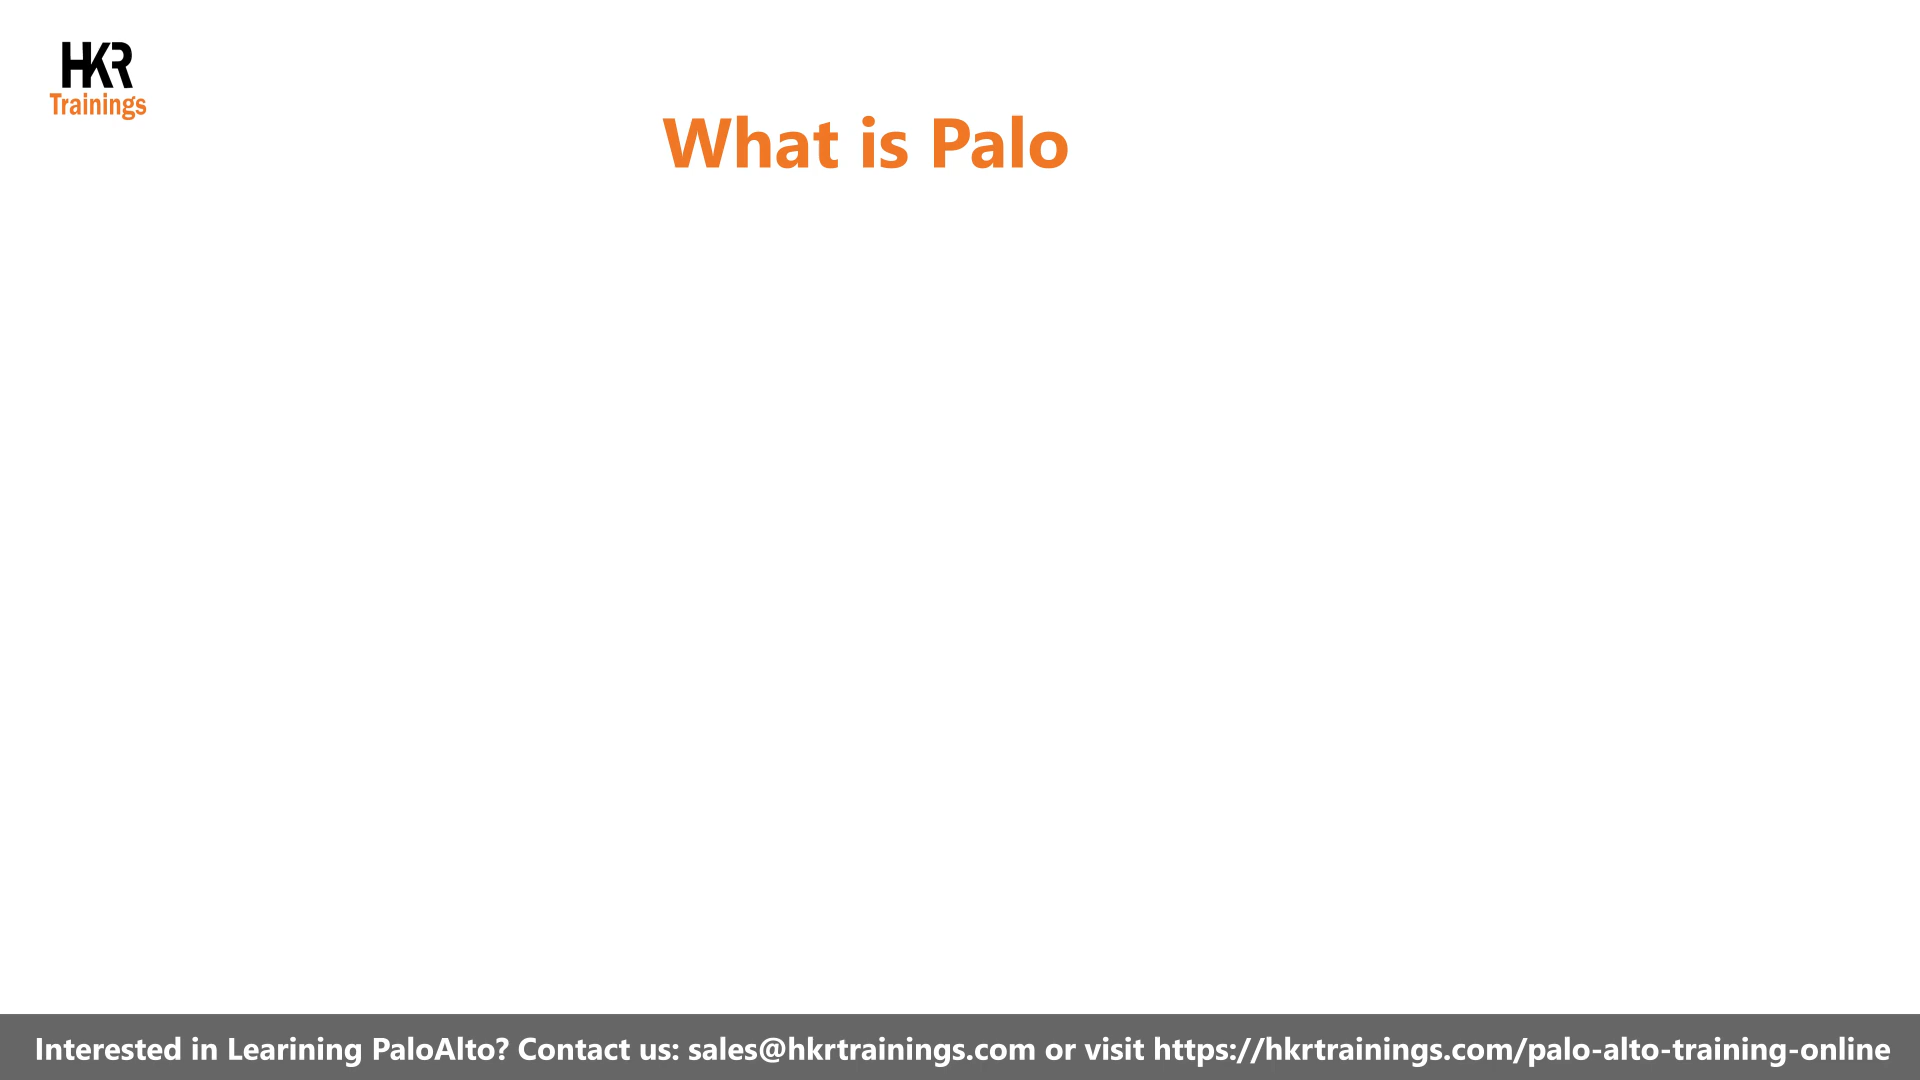 HKR
Trainings
What is Palo
Interested in Learining PaloAlto? Contact us: sales@hkrtrainings.com or visit https://hkrtrainings.com/palo-alto-training-online